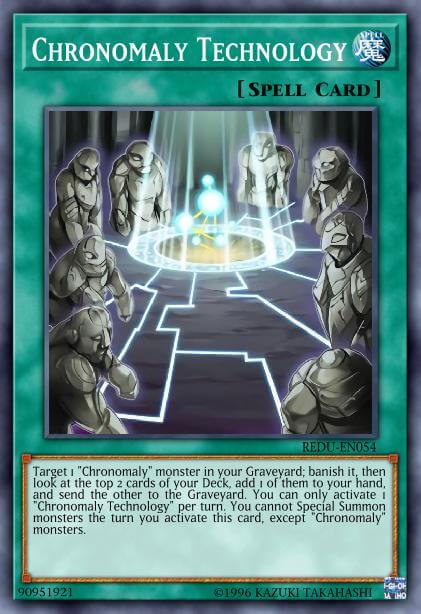 Chronomaly Technology
[Spell Card]
REDU-EN054
Target 1 "Chronomaly" monster in your Graveyard; banish it, then
look at the top 2 cards of your Deck, add 1 of them to your hand,
and send the other to the Graveyard. You can only activate 1
"Chronomaly Technology" per turn. You cannot Special Summon
monsters the turn you activate this card, except "Chronomaly"
monsters.
90951921
©1996 KAZUKI TAKAHASHI